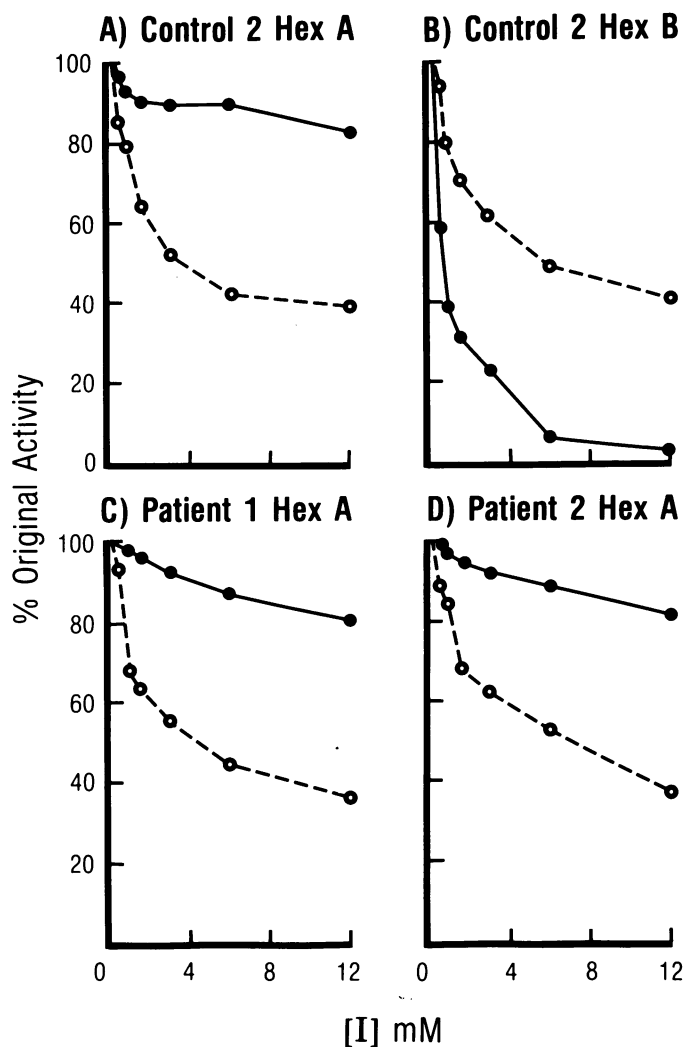 A) Control 2 Hex A
B) Control 2 Hex B
100
80
60
40
20
0
C) Patient 1 Hex A
D) Patient 2 Hex A
100
80
60
40
20
0 4 8 12
0 4 8 12
% Original Activity
[I] mM